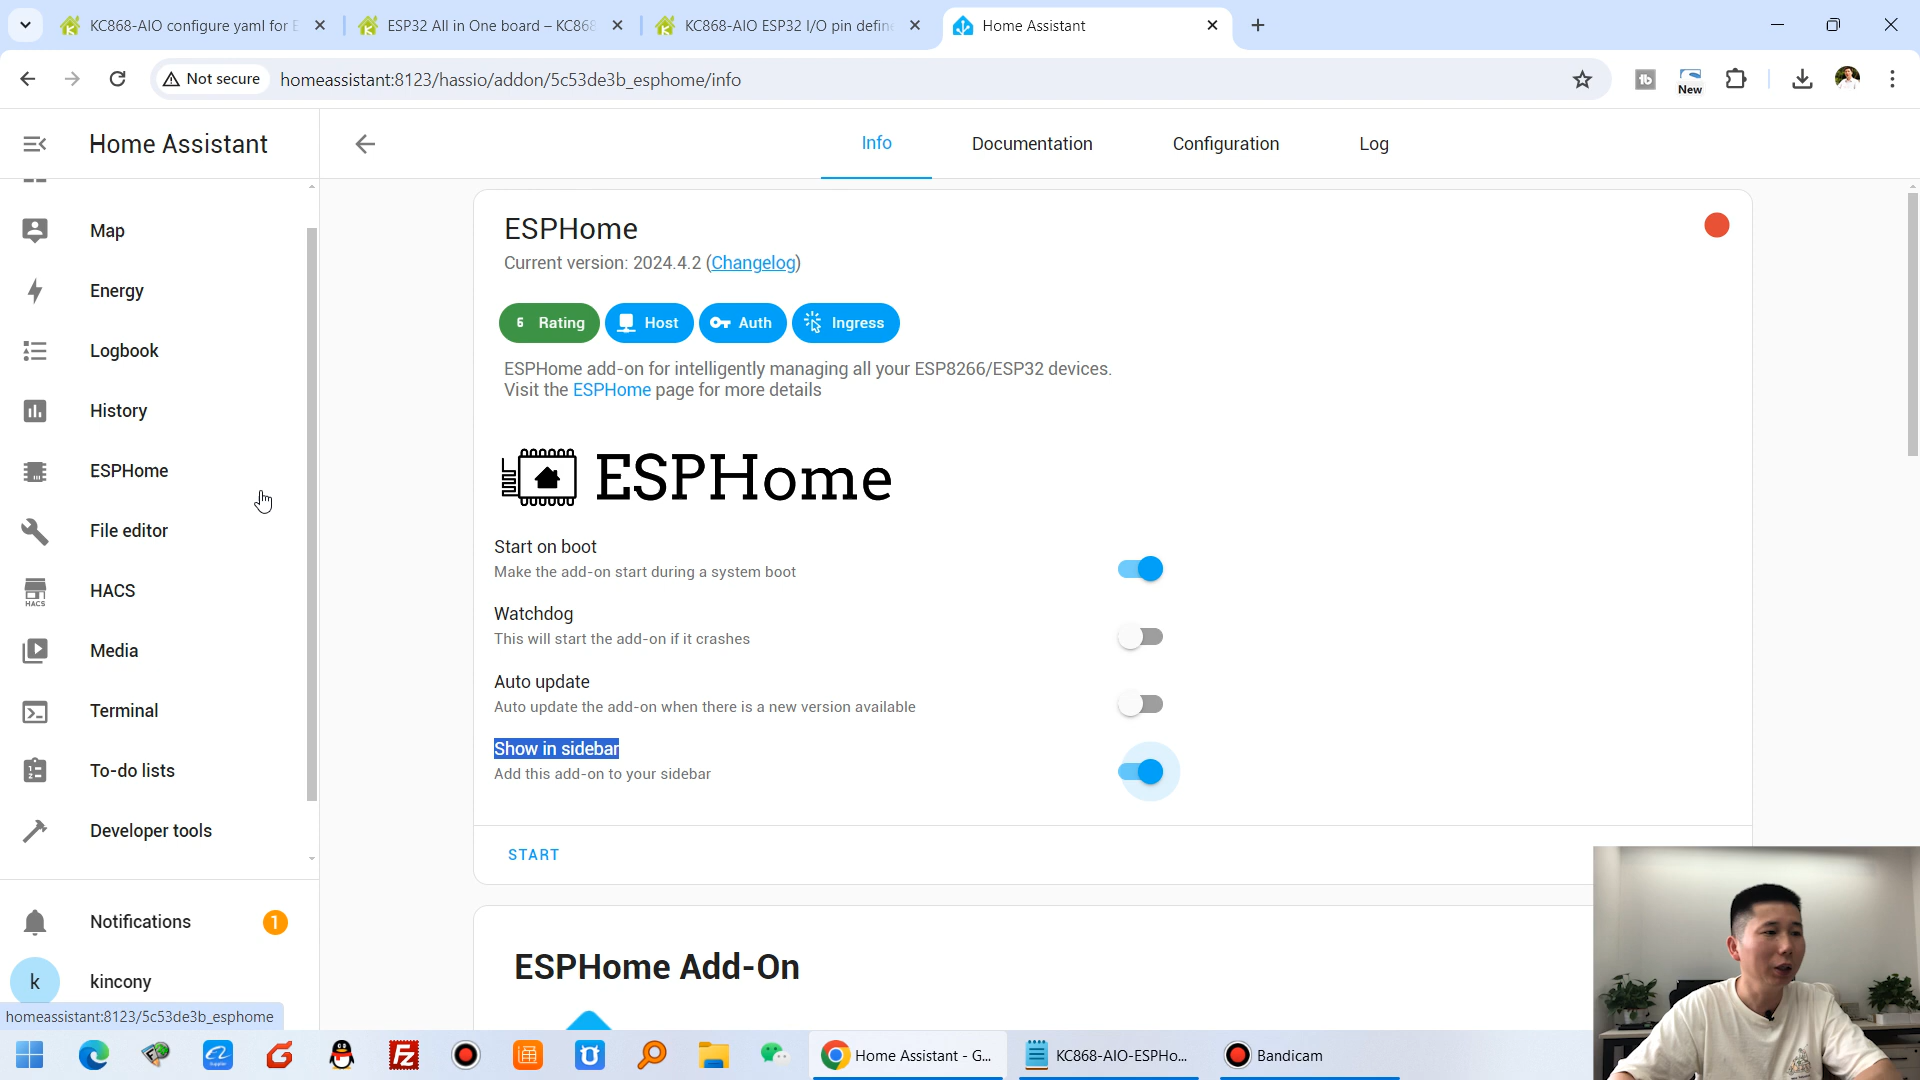 KC868-AIO configure yaml for E
ESP32 All in One board – KC868
KC868-AIO ESP32 I/O pin define
Home Assistant
Not secure
homeassistant:8123/hassio/addon/5c53de3b_esphome/info
New
Home Assistant
Info
Documentation
Configuration
Log
Map
Energy
Logbook
History
ESPHome
File editor
HACS
HACS
Media
Terminal
To-do lists
Developer tools
Notifications
1
k
kincony
homeassistant:8123/5c53de3b_esphome
ESPHome
Current version: 2024.4.2 (Changelog)
6 Rating
Host
Auth
Ingress
ESPHome add-on for intelligently managing all your ESP8266/ESP32 devices.
Visit the ESPHome page for more details
ESPHome
Start on boot
Make the add-on start during a system boot
Watchdog
This will start the add-on if it crashes
Auto update
Auto update the add-on when there is a new version available
Show in sidebar
Add this add-on to your sidebar
START
ESPHome Add-On
Home Assistant - G...
KC868-AIO-ESPHo...
Bandicam